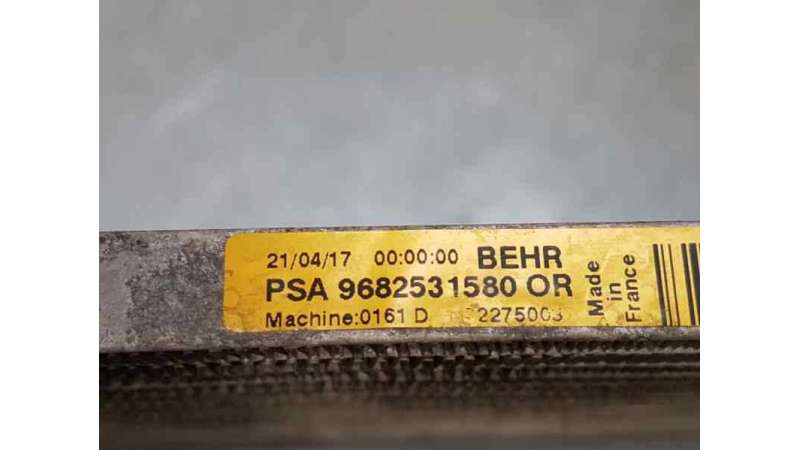 21/04/17 00:00:00 BEHR
PSA 9682531580 OR
Machine:0161 D
Made
in
France